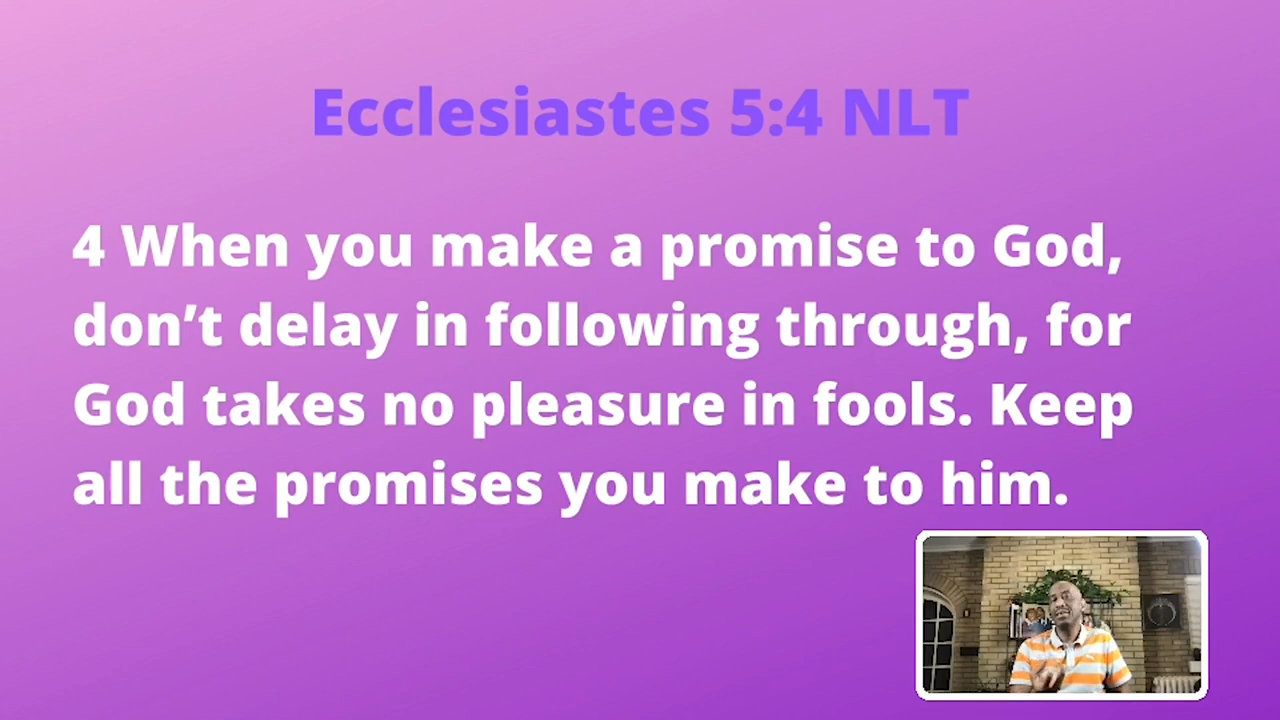 Ecclesiastes 5:4 NLT
4 When you make a promise to God,
don’t delay in following through, for
God takes no pleasure in fools. Keep
all the promises you make to him.